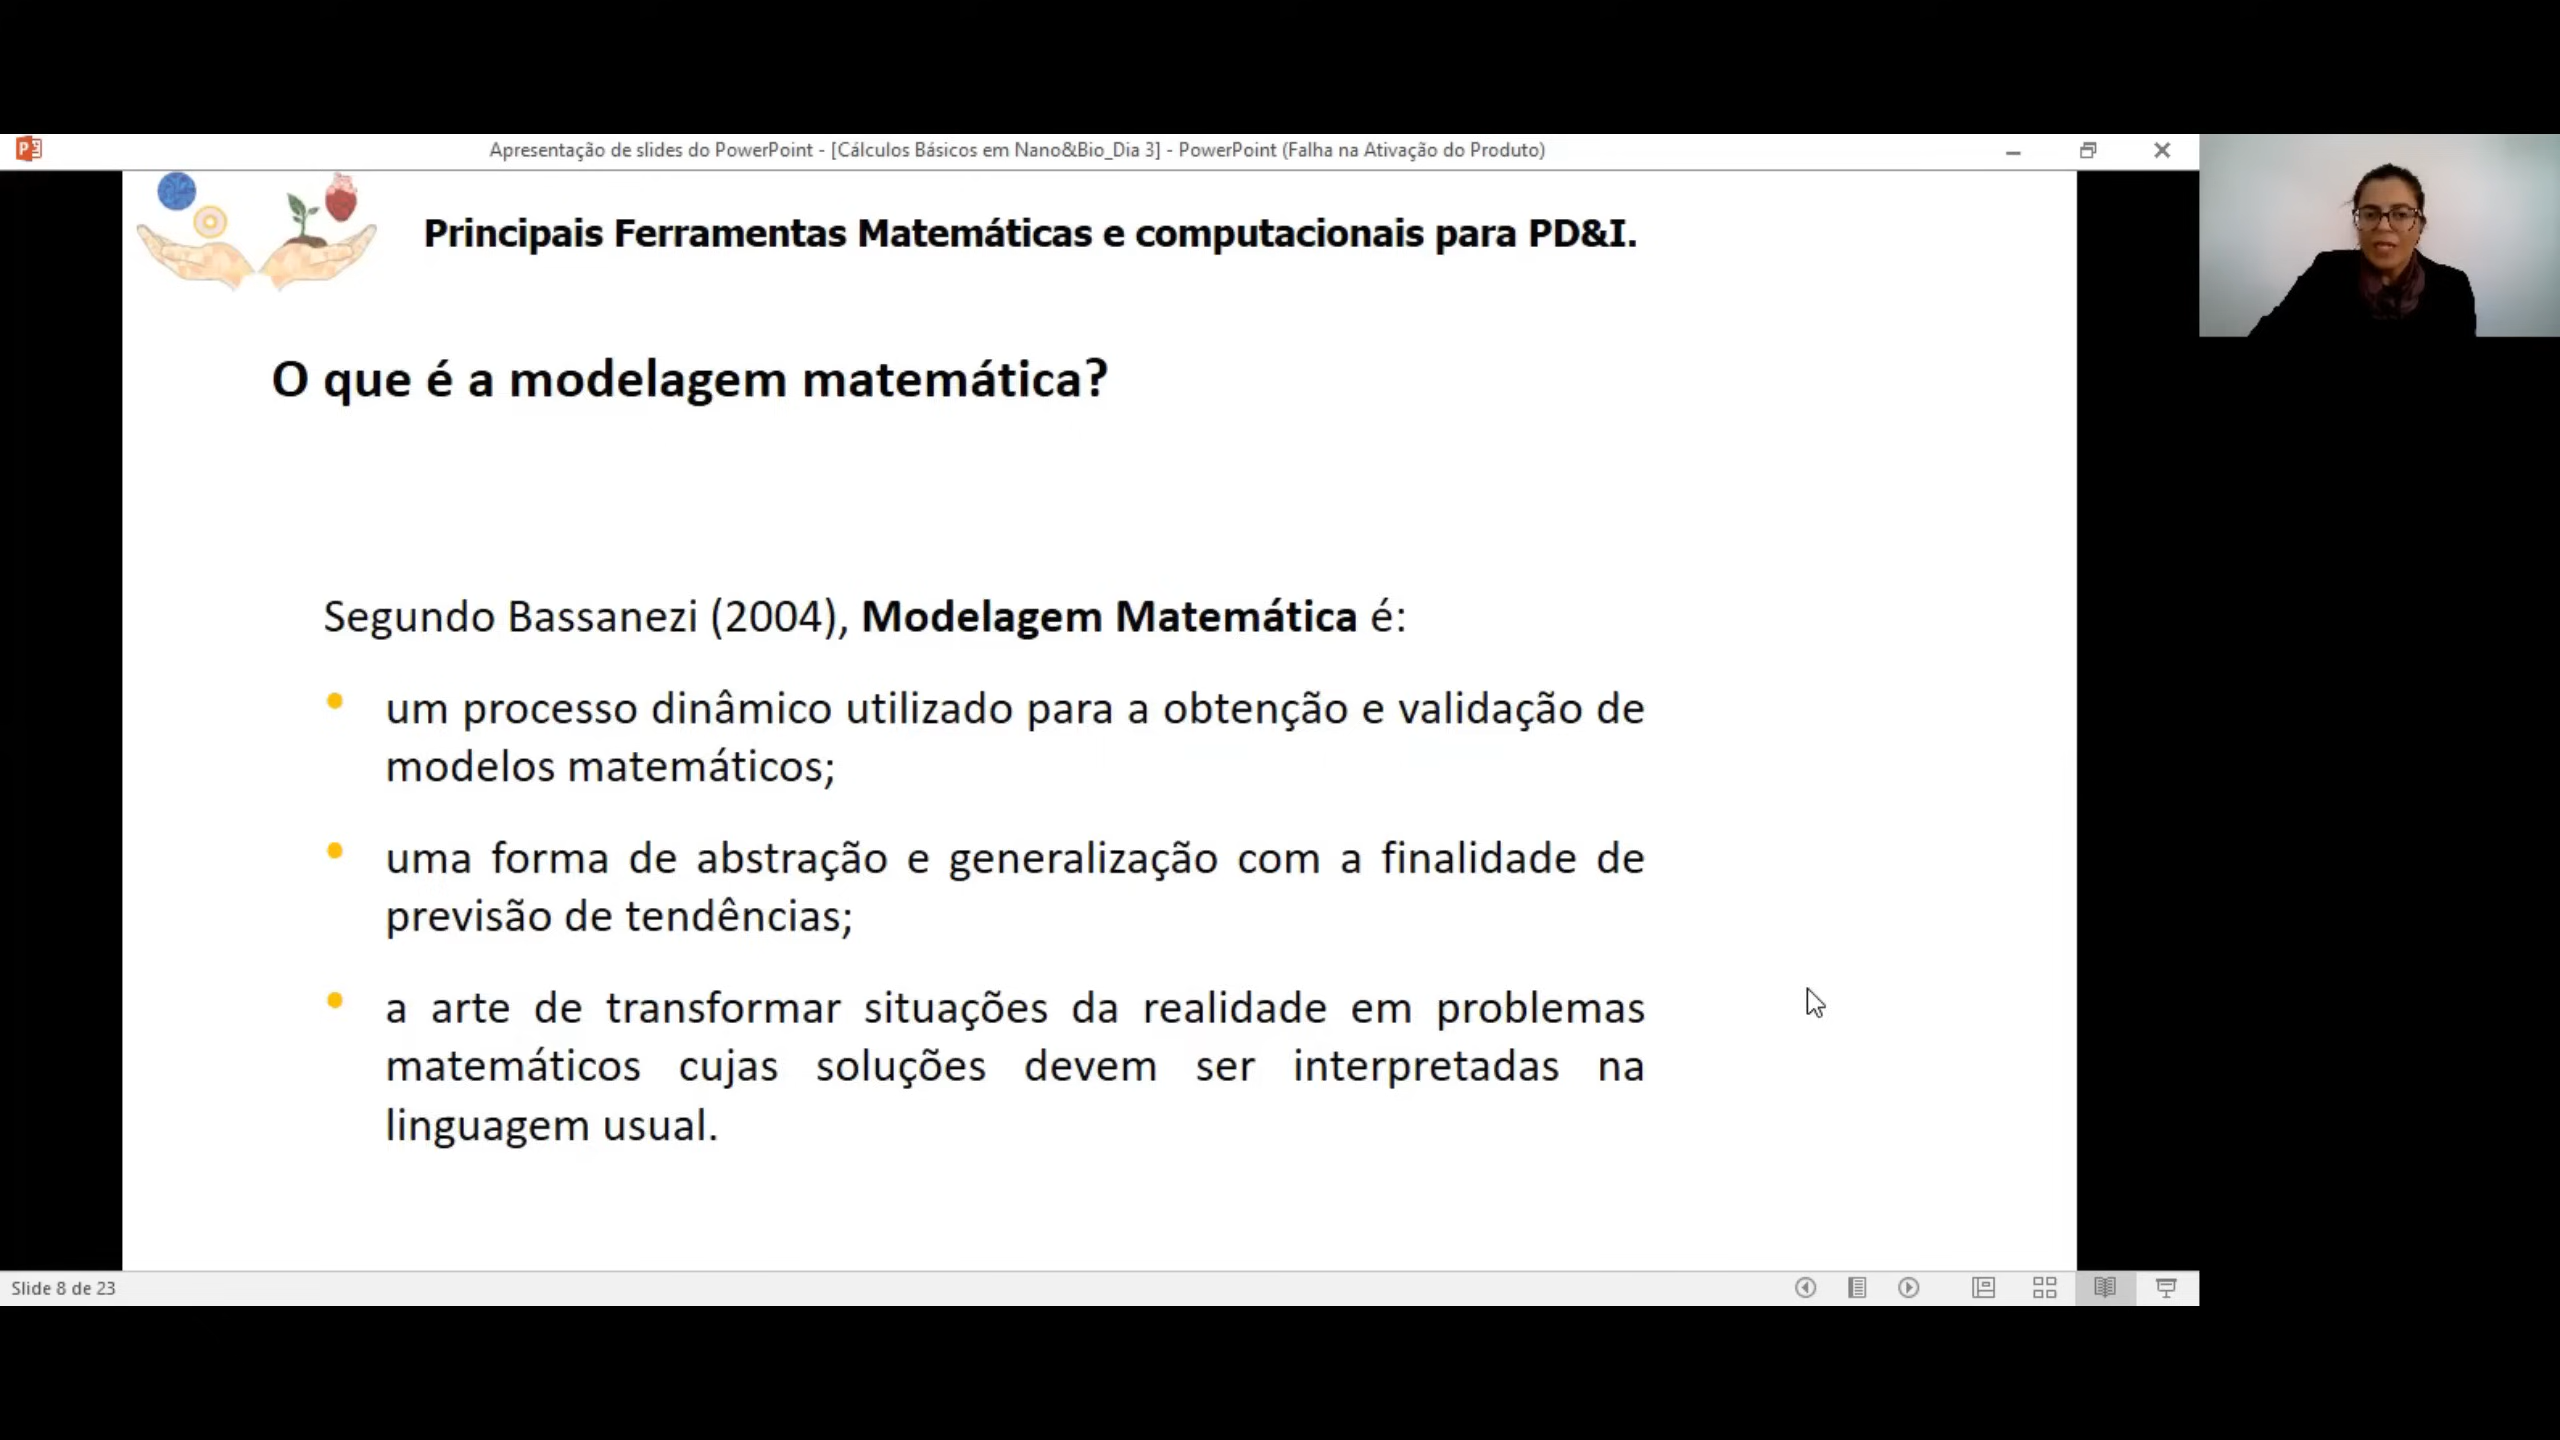 Apresentação de slides do PowerPoint - [Cálculos Básicos em Nano&Bio_Dia 3] - PowerPoint (Falha na Ativação do Produto)
Principais Ferramentas Matemáticas e computacionais para PD&I.
O que é a modelagem matemática?
Segundo Bassanezi (2004), Modelagem Matemática é:
um processo dinâmico utilizado para a obtenção e validação de
modelos matemáticos;
uma forma de abstração e generalização com a finalidade de
previsão de tendências;
a arte de transformar situações da realidade em problemas
matemáticos cujas soluções devem ser interpretadas na
linguagem usual.
Slide 8 de 23